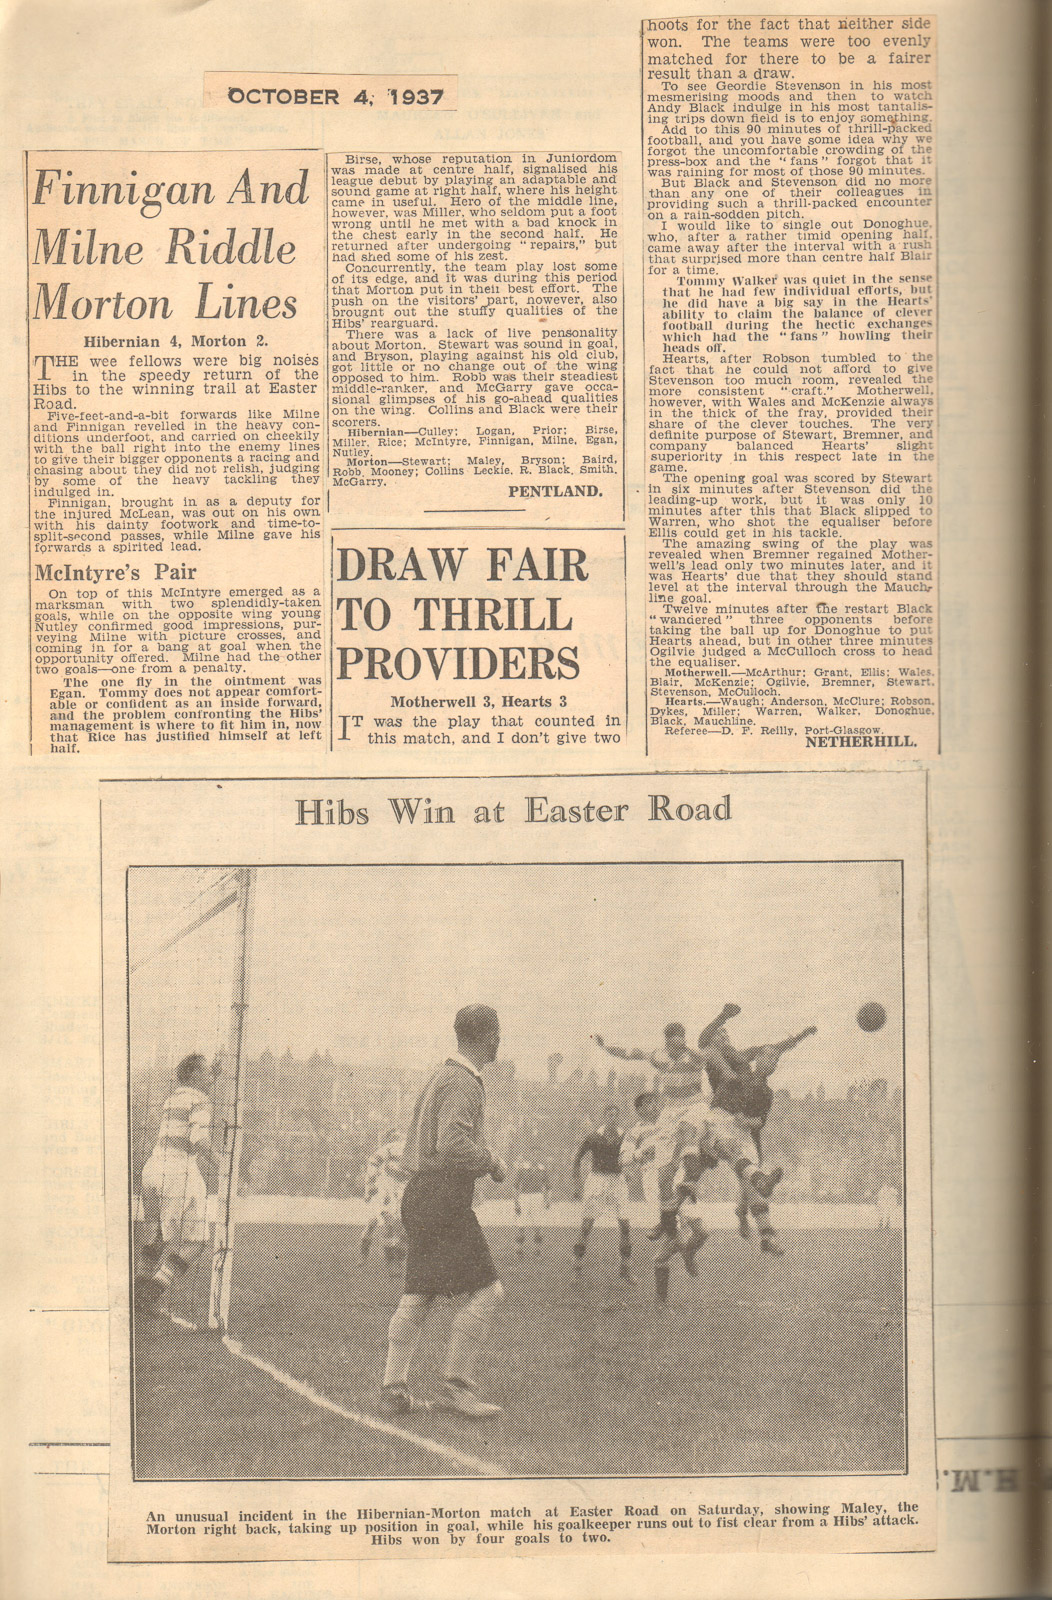 OCTOBER 4, 1937
Finnigan And
Milne Riddle
Morton Lines
Hibernian 4, Morton 2.
THE wee fellows were big noises
in the speedy return of the
Hibs to the winning trail at Easter
Road.
Five-feet-and-a-bit forwards like Milne
and Finnigan revelled in the heavy con-
ditions underfoot, and carried on cheekily
with the ball right into the enemy lines
to give their bigger opponents a racing and
chasing about they did not relish, judging
by some of the heavy tackling they
indulged in.
Finnigan, brought in as a deputy for
the injured McLean, was out on his own
with his dainty footwork and time-to-
split-second passes, while Milne gave his
forwards a spirited lead.
McIntyre's Pair
On top of this McIntyre emerged as a
marksman with two splendidly-taken
goals, while on the opposite wing young
Nutley confirmed good impressions, pur-
veying Milne with picture crosses, and
coming in for a bang at goal when the
opportunity offered. Milne had the other
two goals—one from a penalty.
The one fly in the ointment was
Egan. Tommy does not appear comfort-
able or confident as an inside forward,
and the problem confronting the Hibs'
management is where to fit him in, now
that Rice has justified himself at left
half.
Birse, whose reputation in Juniordom
was made at centre half, signalised his
league debut by playing an adaptable and
sound game at right half, where his height
came in useful. Hero of the middle line,
however, was Miller, who seldom put a foot
wrong until he met with a bad knock in
the chest early in the second half. He
returned after undergoing "repairs," but
had shed some of his zest.
Concurrently, the team play lost some
of its edge, and it was during this period
that Morton put in their best effort. The
push on the visitors' part, however, also
brought out the stuffy qualities of the
Hibs' rearguard.
There was a lack of live personality
about Morton. Stewart was sound in goal,
and Bryson, playing against his old club,
got little or no change out of the wing
opposed to him. Robb was their steadiest
middle-ranker, and McGarry gave occa-
sional glimpses of his go-ahead qualities
on the wing. Collins and Black were their
scorers.
Hibernian—Culley; Logan, Prior; Birse,
Miller, Rice; McIntyre, Finnigan, Milne, Egan,
Nutley.
Morton—Stewart; Maley, Bryson; Baird,
Robb, Mooney; Collins Leckie, R. Black, Smith,
McGarry.
PENTLAND.
DRAW FAIR
TO THRILL
PROVIDERS
Motherwell 3, Hearts 3
IT was the play that counted in
this match, and I don't give two
hoots for the fact that neither side
won. The teams were too evenly
matched for there to be a fairer
result than a draw.
To see Geordie Stevenson in his most
mesmerising moods and then to watch
Andy Black indulge in his most tantalis-
ing trips down field is to enjoy something.
Add to this 90 minutes of thrill-packed
football, and you have some idea why we
forgot the uncomfortable crowding of the
press-box and the "fans" forgot that it
was raining for most of those 90 minutes.
But Black and Stevenson did no more
than any one of their colleagues in
providing such a thrill-packed encounter
on a rain-sodden pitch.
I would like to single out Donoghue,
who, after a rather timid opening half,
came away after the interval with a rush
that surprised more than centre half Blair
for a time.
Tommy Walker was quiet in the sense
that he had few individual efforts, but
he did have a big say in the Hearts'
ability to claim the balance of clever
football during the hectic exchanges
which had the "fans" howling their
heads off.
Hearts, after Robson tumbled to the
fact that he could not afford to give
Stevenson too much room, revealed the
more consistent "craft." Motherwell,
however, with Wales and McKenzie always
in the thick of the fray, provided their
share of the clever touches. The very
definite purpose of Stewart, Bremner, and
company balanced Hearts' slight
superiority in this respect late in the
game.
The opening goal was scored by Stewart
in six minutes after Stevenson did the
leading-up work, but it was only 10
minutes after this that Black slipped to
Warren, who shot the equaliser before
Ellis could get in his tackle.
The amazing swing of the play was
revealed when Bremner regained Mother-
well's lead only two minutes later, and it
was Hearts' due that they should stand
level at the interval through the Mauch-
line goal.
Twelve minutes after the restart Black
"wandered" three opponents before
taking the ball up for Donoghue to put
Hearts ahead, but in other three minutes
Ogilvie judged a McCulloch cross to head
the equaliser.
Motherwell.—McArthur; Grant, Ellis; Wales,
Blair, McKenzie; Ogilvie, Bremner, Stewart,
Stevenson, McCulloch.
Hearts.—Waugh; Anderson, McClure; Robson,
Dykes, Miller; Warren, Walker, Donoghue,
Black, Mauchline.
Referee—D. F. Reilly, Port-Glasgow.
NETHERHILL.
Hibs Win at Easter Road
An unusual incident in the Hibernian-Morton match at Easter Road on Saturday, showing Maley, the
Morton right back, taking up position in goal, while his goalkeeper runs out to fist clear from a Hibs' attack.
Hibs won by four goals to two.
H.M.S